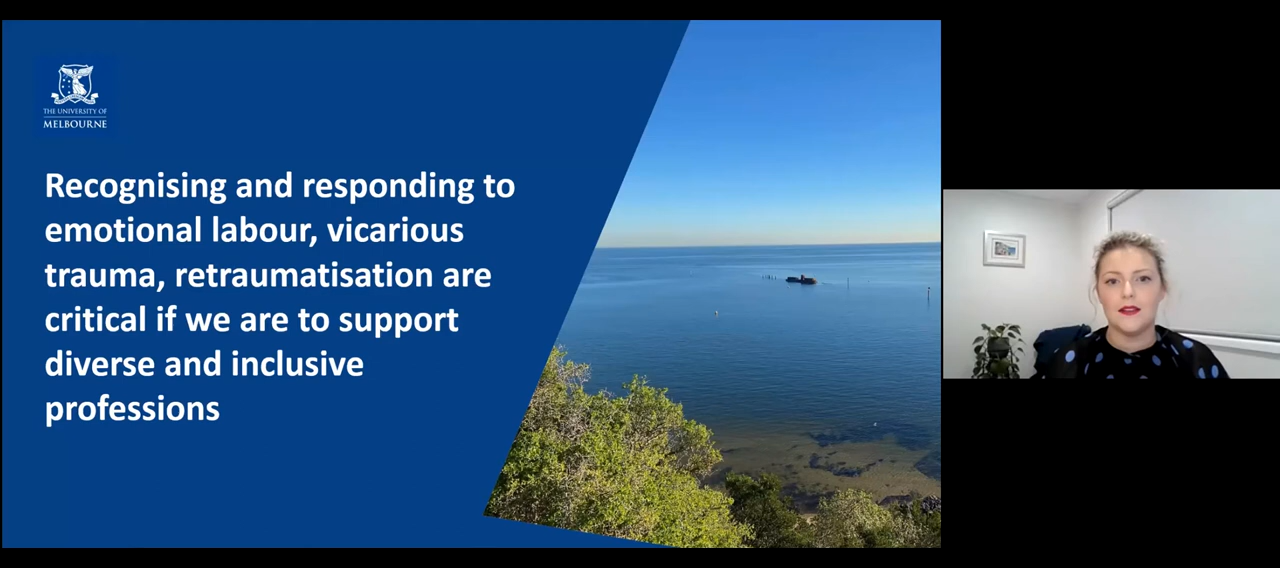 THE UNIVERSITY OF
MELBOURNE
Recognising and responding to
emotional labour, vicarious
trauma, retraumatisation are
critical if we are to support
diverse and inclusive
professions